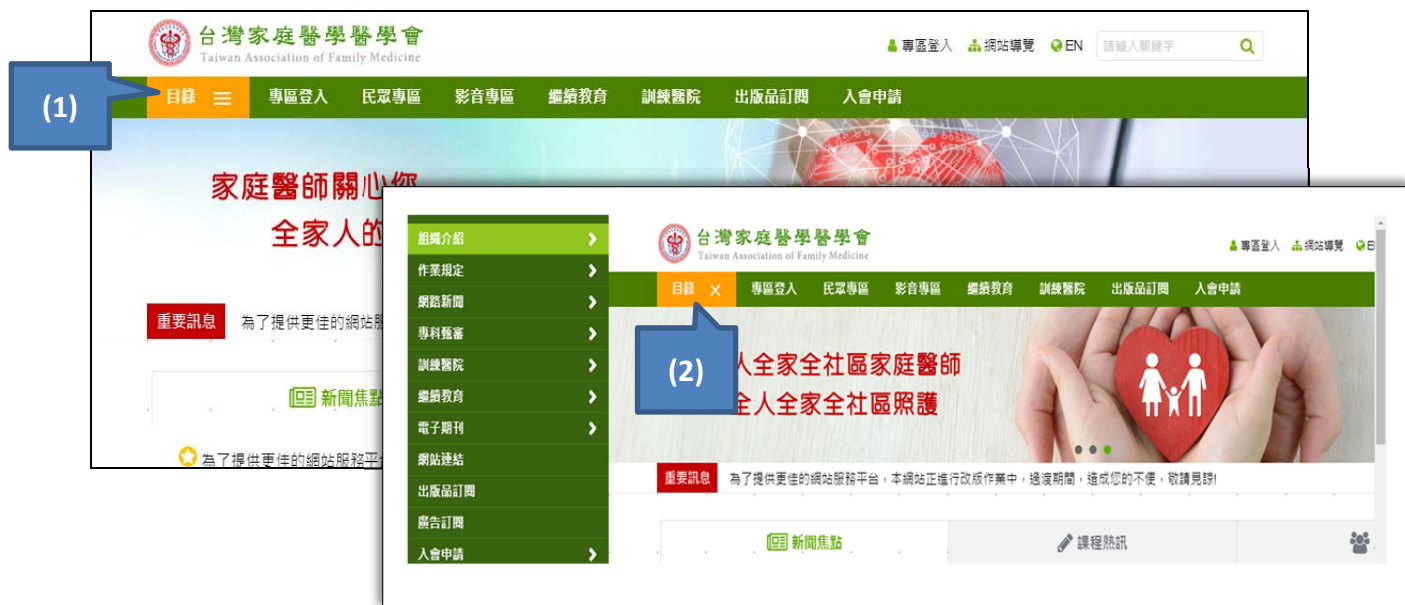 台灣家庭醫學醫學會
Taiwan Association of Family Medicine
專區登入 網站導覽 EN 請輸入關鍵字
(1)
目錄 專區登入 民眾專區 影音專區 繼續教育 訓練醫院 出版品訂閱 入會申請
家庭醫師關心您
全家人的
重要訊息 為了提供更佳的網站服
新聞焦點
為了提供更佳的網站服務平
組織介紹
作業規定
網路新聞
專科甄審
訓練醫院
繼續教育
電子期刊
網站連結
出版品訂閱
廣告訂閱
入會申請
台灣家庭醫學醫學會
Taiwan Association of Family Medicine
專區登入 網站導覽
目錄 專區登入 民眾專區 影音專區 繼續教育 訓練醫院 出版品訂閱 入會申請
(2)
人全家全社區家庭醫師
全人全家全社區照護
重要訊息 為了提供更佳的網站服務平台，本網站正進行改版作業中，過渡期間，造成您的不便，敬請見諒!
新聞焦點 課程熱訊